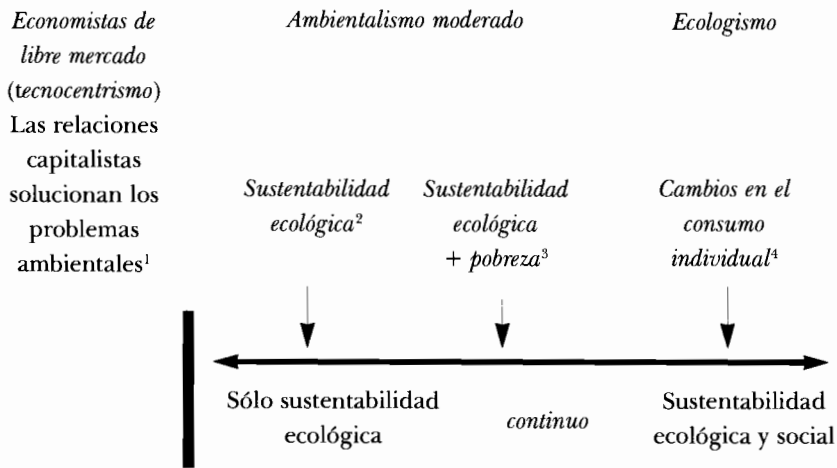 Economistas de
libre mercado
(tecnocentrismo)
Las relaciones
capitalistas
solucionan los
problemas
ambientales¹
Ambientalismo moderado
Ecologismo
Sustentabilidad
ecológica²
Sustentabilidad
ecológica
+ pobreza³
Cambios en el
consumo
individual⁴
Sólo sustentabilidad
ecológica
continuo
Sustentabilidad
ecológica y social